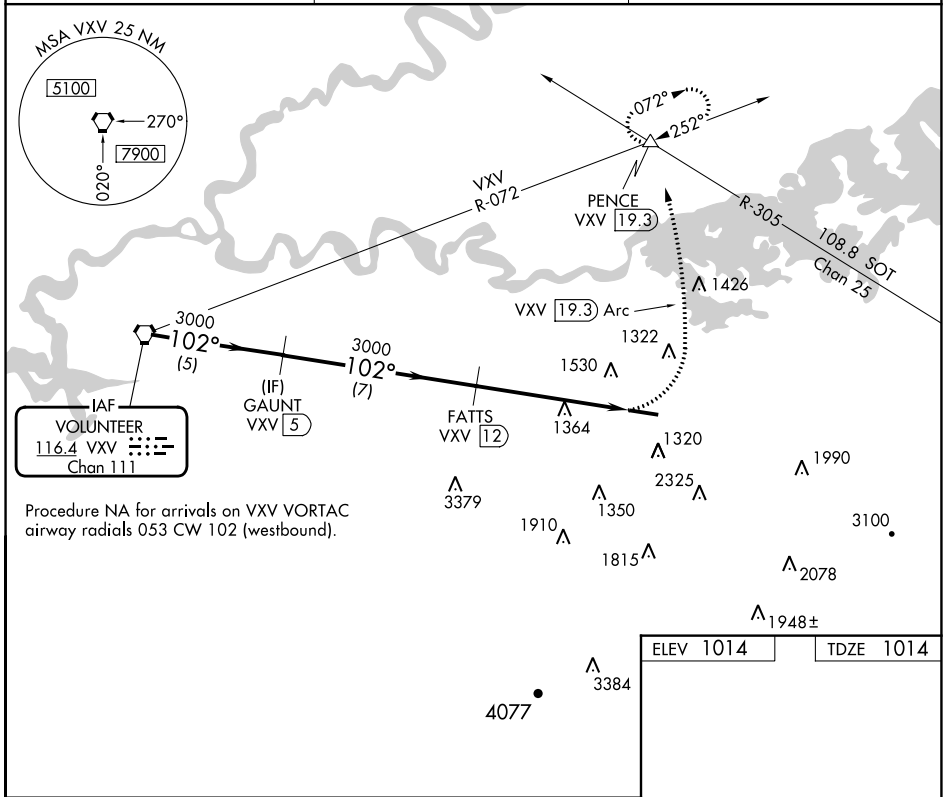 MSA VXV 25 NM
5100
270°
7900
020°
072°
252°
PENCE
VXV 19.3
VXV
R-072
R-305
108.8 SOT
Chan 25
1426
VXV 19.3 Arc
1322
1530
3000
102°
(5)
3000
102°
(7)
(IF)
GAUNT
VXV 5
FATTS
VXV 12
1364
IAF
VOLUNTEER
116.4 VXV
Chan 111
1320
1990
3379
2325
1350
3100
1910
1815
2078
Procedure NA for arrivals on VXV VORTAC
airway radials 053 CW 102 (westbound).
1948±
3384
4077
ELEV 1014
TDZE 1014